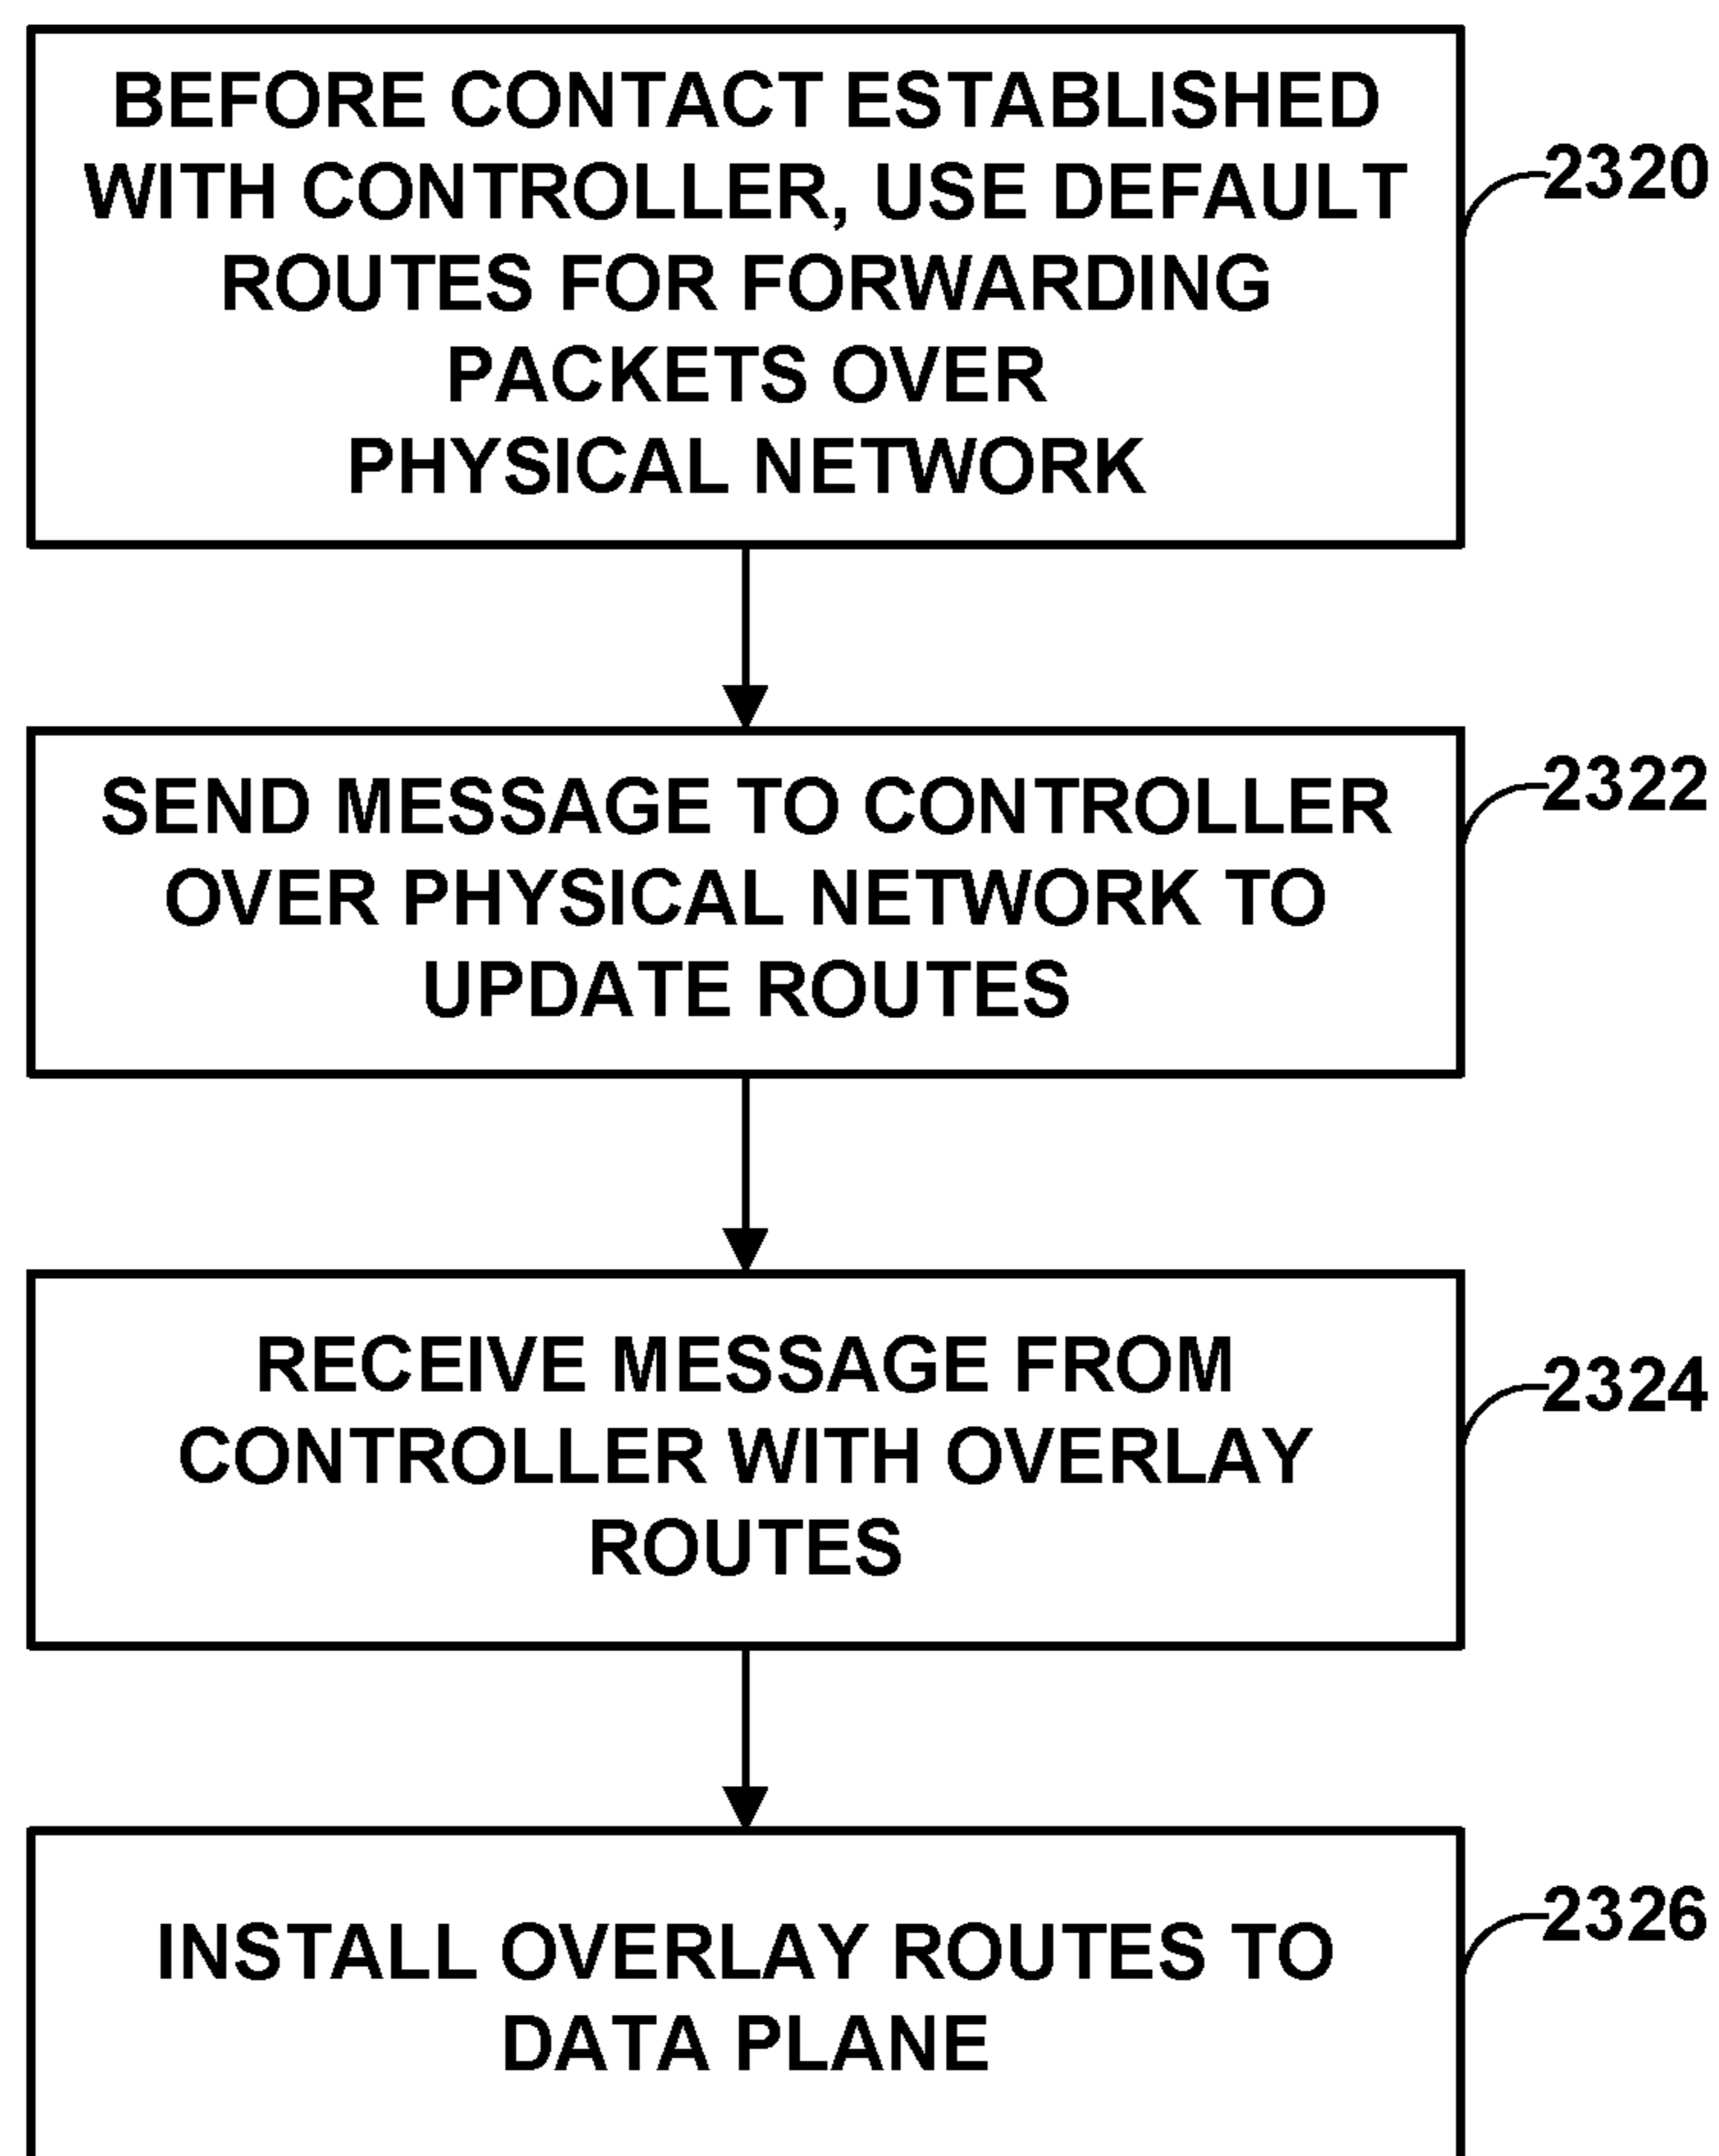 BEFORE CONTACT ESTABLISHED
WITH CONTROLLER, USE DEFAULT
ROUTES FOR FORWARDING
PACKETS OVER
PHYSICAL NETWORK
2320
SEND MESSAGE TO CONTROLLER
OVER PHYSICAL NETWORK TO
UPDATE ROUTES
2322
RECEIVE MESSAGE FROM
CONTROLLER WITH OVERLAY
ROUTES
2324
INSTALL OVERLAY ROUTES TO
DATA PLANE
2326